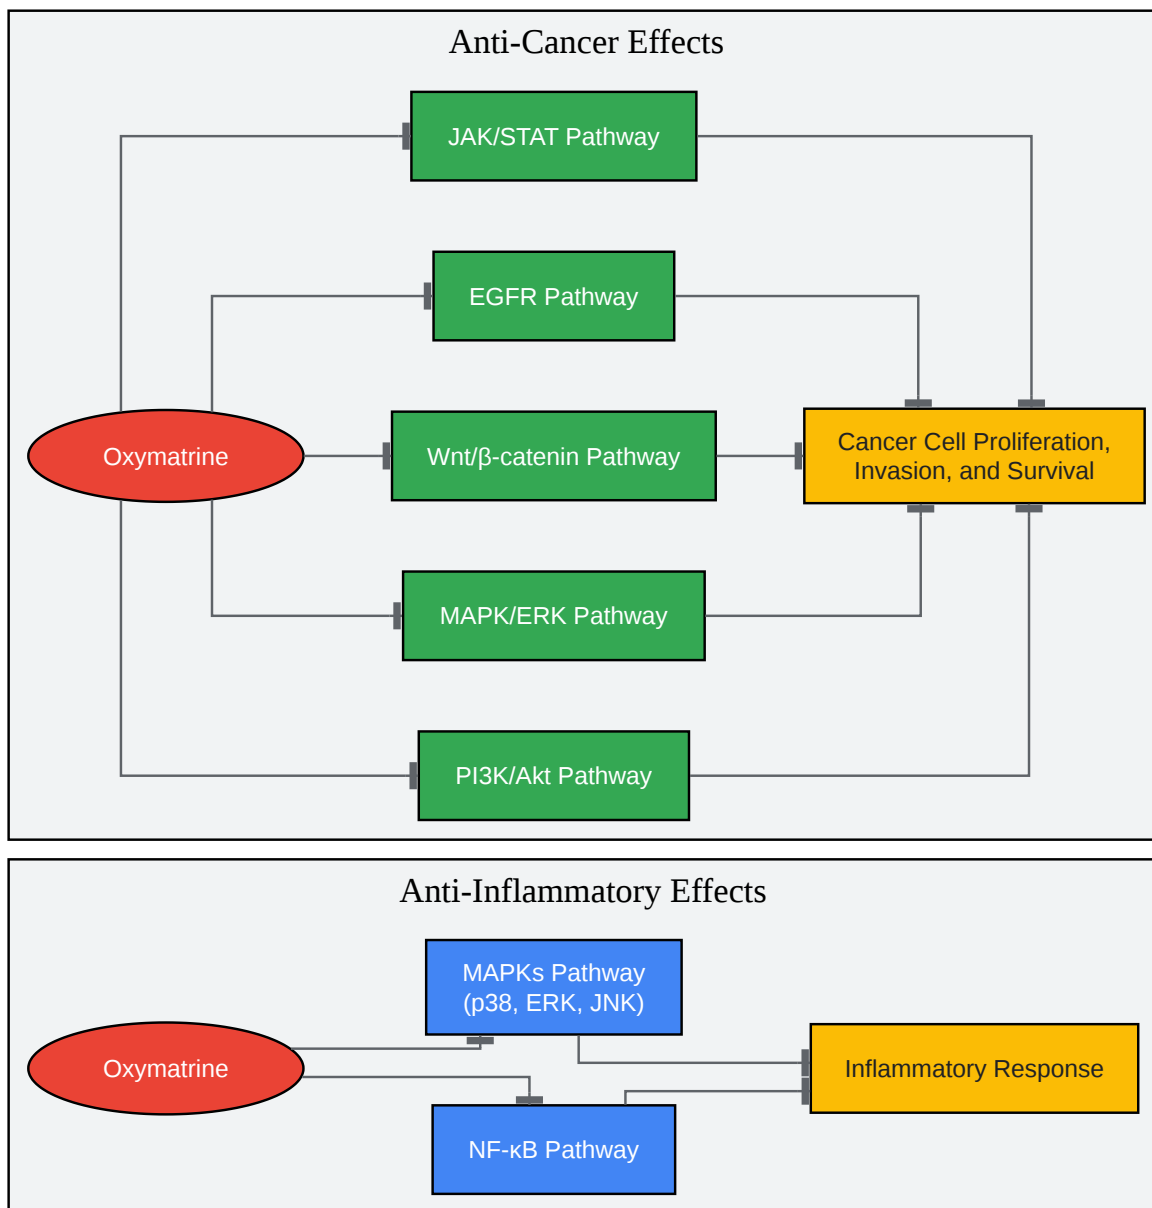 Anti-Cancer Effects
JAK/STAT Pathway
EGFR Pathway
Oxymatrine
Wnt/β-catenin Pathway
Cancer Cell Proliferation,
Invasion, and Survival
MAPK/ERK Pathway
PI3K/Akt Pathway
Anti-Inflammatory Effects
MAPKs Pathway
(p38, ERK, JNK)
Oxymatrine
Inflammatory Response
NF-κB Pathway